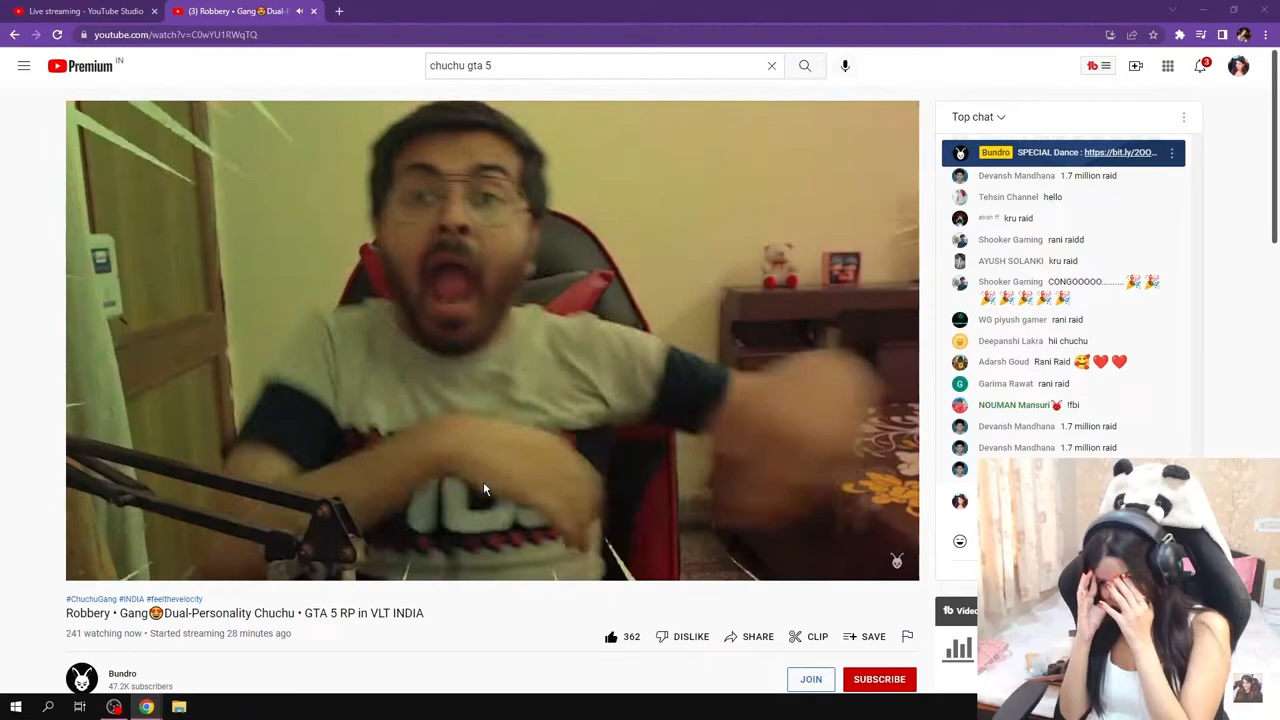 Live streaming - YouTube Studio
(3) Robbery • Gang🤩Dual-P
youtube.com/watch?v=C0wYU1RWqTQ
Premium IN
chuchu gta 5
3
Top chat
Bundro SPECIAL Dance : https://bit.ly/2OO...
Devansh Mandhana 1.7 million raid
Tehsin Channel hello
kru raid
Shooker Gaming rani raidd
AYUSH SOLANKI kru raid
Shooker Gaming CONGOOOOO.......... 🎉🎉
🎉🎉🎉🎉🎉
WG piyush gamer rani raid
Deepanshi Lakra hii chuchu
Adarsh Goud Rani Raid 🥰❤️❤️
G Garima Rawat rani raid
NOUMAN Mansuri !fbi
Devansh Mandhana 1.7 million raid
Devansh Mandhana 1.7 million raid
#ChuchuGang #INDIA #feelthevelocity
Robbery • Gang🤩Dual-Personality Chuchu • GTA 5 RP in VLT INDIA
241 watching now • Started streaming 28 minutes ago
362 DISLIKE SHARE CLIP SAVE
tb Video
Bundro
47.2K subscribers
JOIN SUBSCRIBE